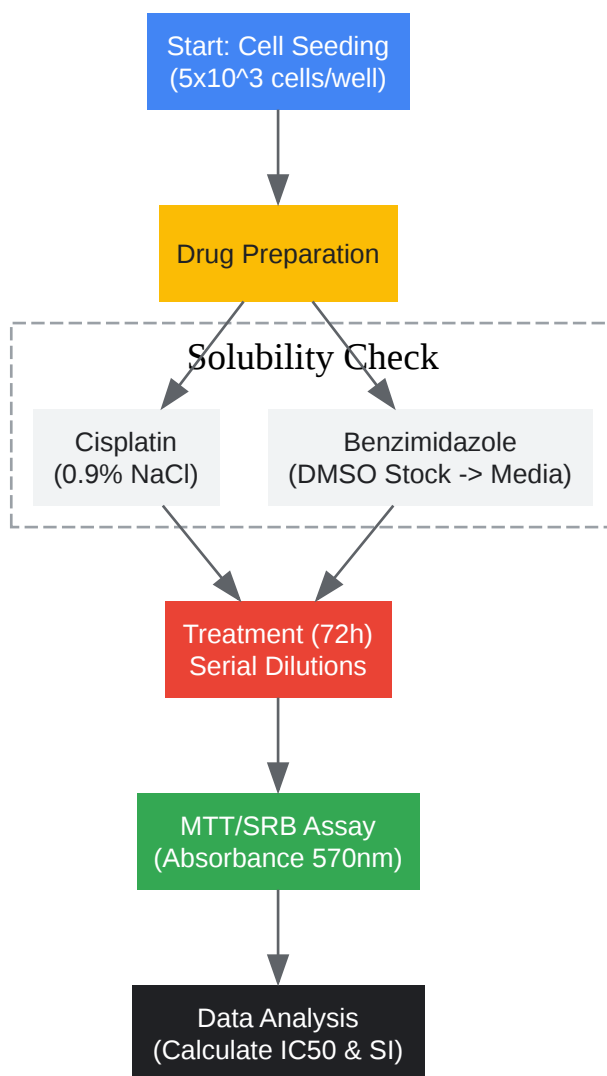 Start: Cell Seeding
(5x10^3 cells/well)
Drug Preparation
Solubility Check
Cisplatin
(0.9% NaCl)
Benzimidazole
(DMSO Stock -> Media)
Treatment (72h)
Serial Dilutions
MTT/SRB Assay
(Absorbance 570nm)
Data Analysis
(Calculate IC50 & SI)